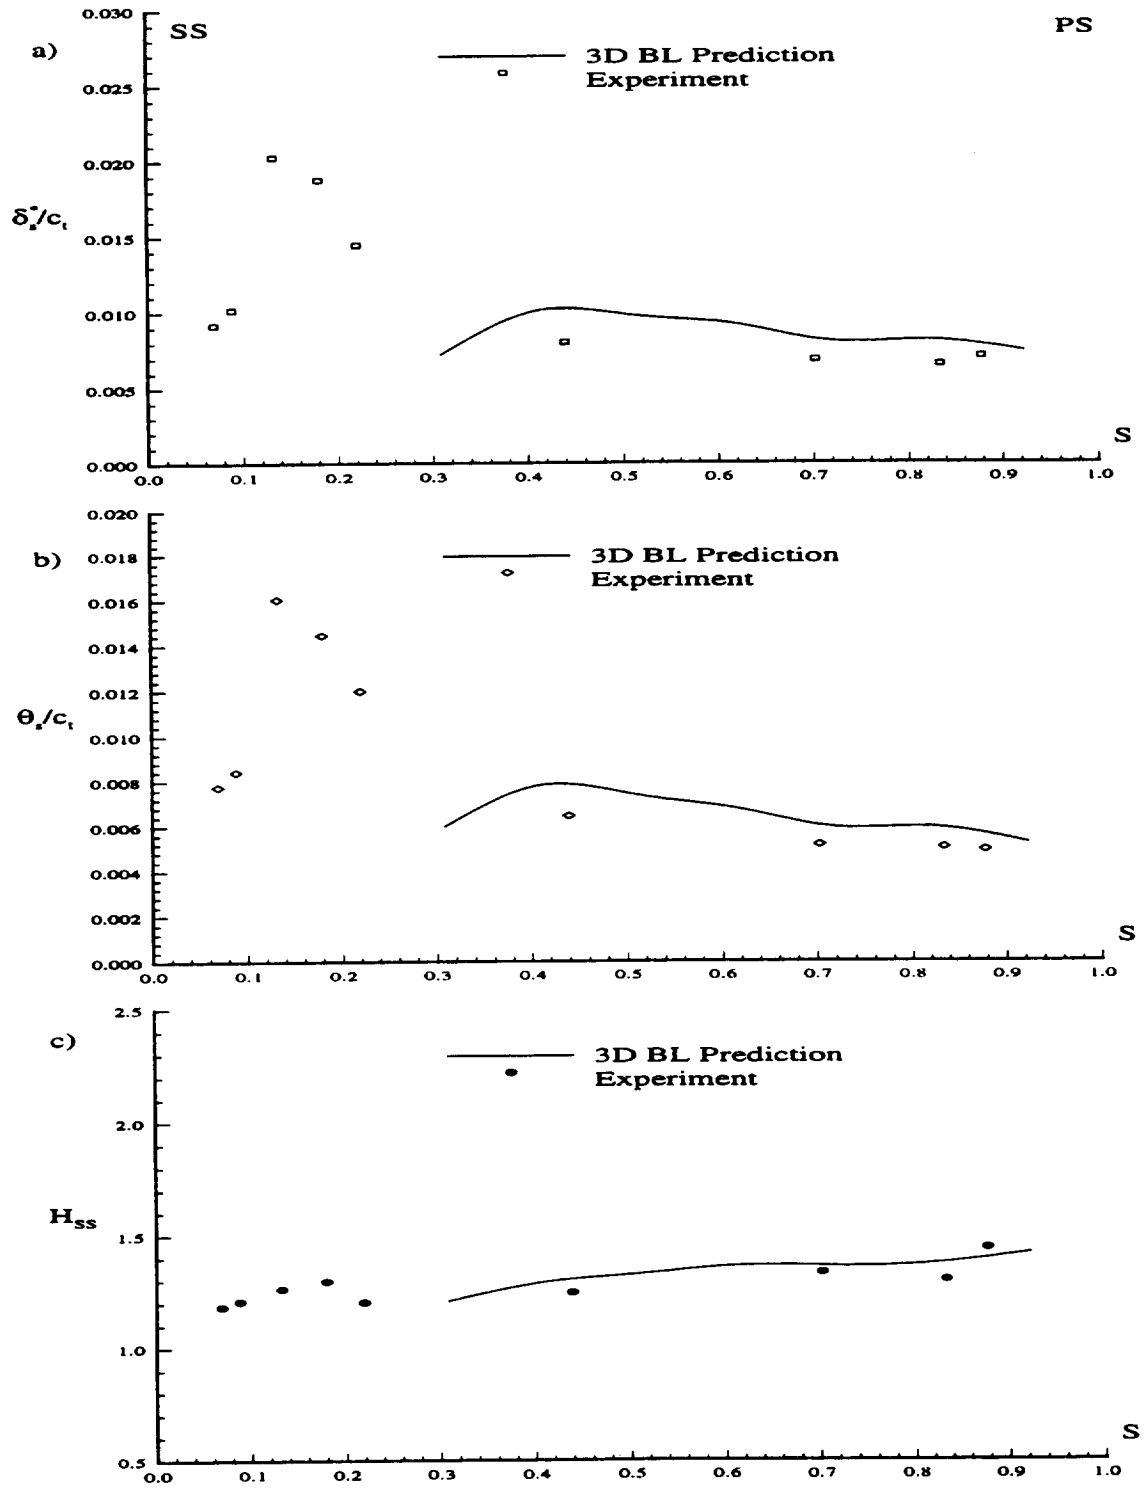 a)
SS
PS
3D BL Prediction
Experiment
0.030
0.025
0.020
δ*s/ct
0.015
0.010
0.005
0.000
S
0.0 0.1 0.2 0.3 0.4 0.5 0.6 0.7 0.8 0.9 1.0
b)
3D BL Prediction
Experiment
0.020
0.018
0.016
0.014
0.012
θs/ct
0.010
0.008
0.006
0.004
0.002
0.000
S
0.0 0.1 0.2 0.3 0.4 0.5 0.6 0.7 0.8 0.9 1.0
c)
3D BL Prediction
Experiment
2.5
2.0
HSS
1.5
1.0
0.5
S
0.0 0.1 0.2 0.3 0.4 0.5 0.6 0.7 0.8 0.9 1.0